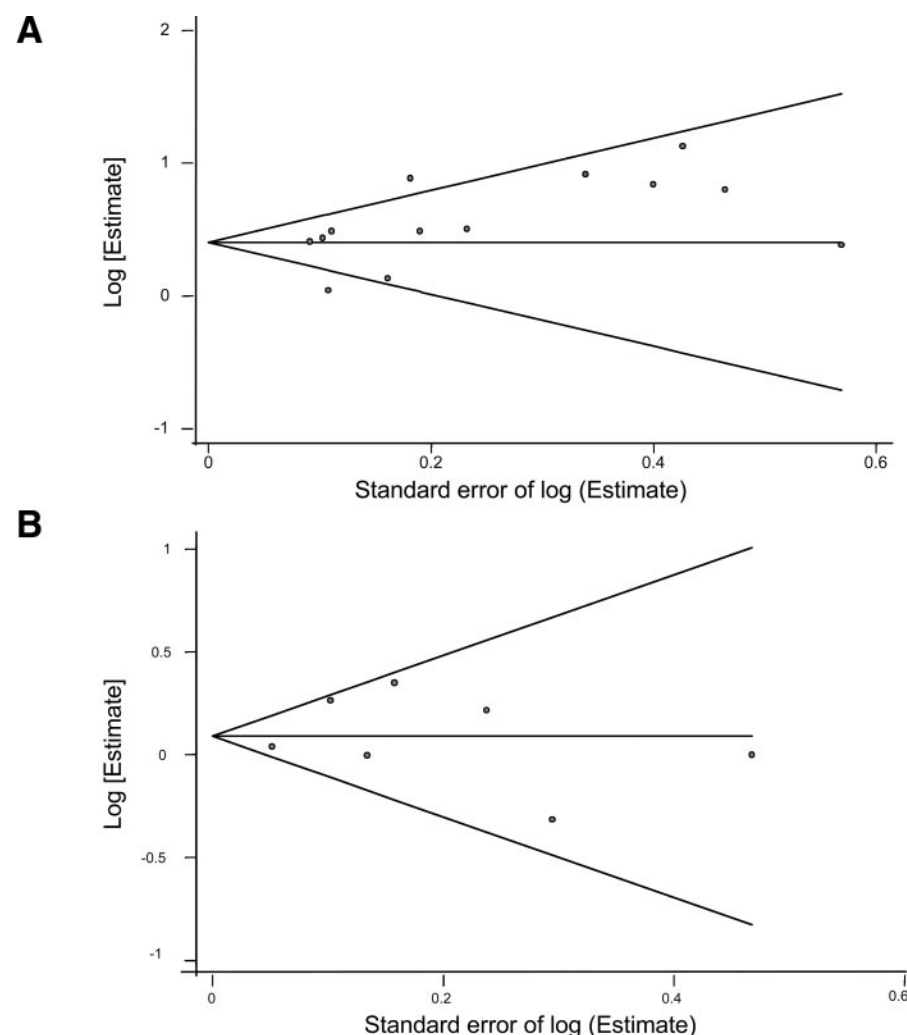 A
2
1
0
-1
Log [Estimate]
0
0.2
0.4
0.6
Standard error of log (Estimate)
B
1
0.5
0
-0.5
-1
Log [Estimate]
0
0.2
0.4
0.6
Standard error of log (Estimate)